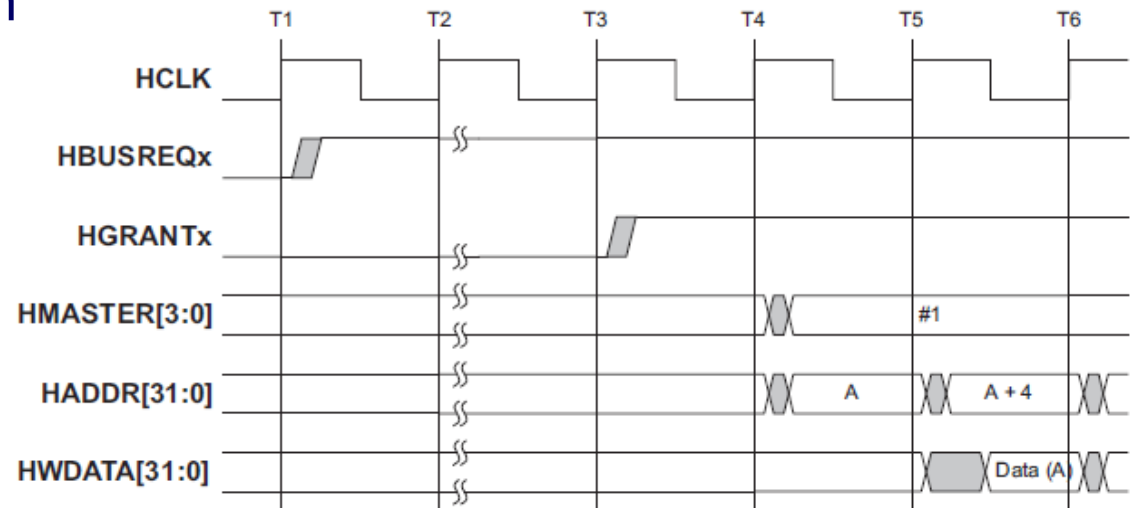 T1 T2 T3 T4 T5 T6
HCLK
HBUSREQx
HGRANTx
HMASTER[3:0] #1
HADDR[31:0] A A + 4
HWDATA[31:0] Data (A)